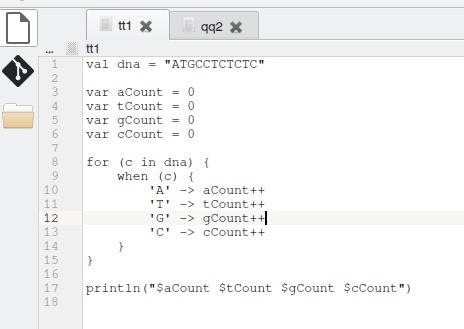 tt1 qq2
... tt1
1 val dna = "ATGCCTCTCTC"
2
3 var aCount = 0
4 var tCount = 0
5 var gCount = 0
6 var cCount = 0
7
8 for (c in dna) {
9     when (c) {
10         'A' -> aCount++
11         'T' -> tCount++
12         'G' -> gCount++
13         'C' -> cCount++
14     }
15 }
16
17 println("$aCount $tCount $gCount $cCount")
18